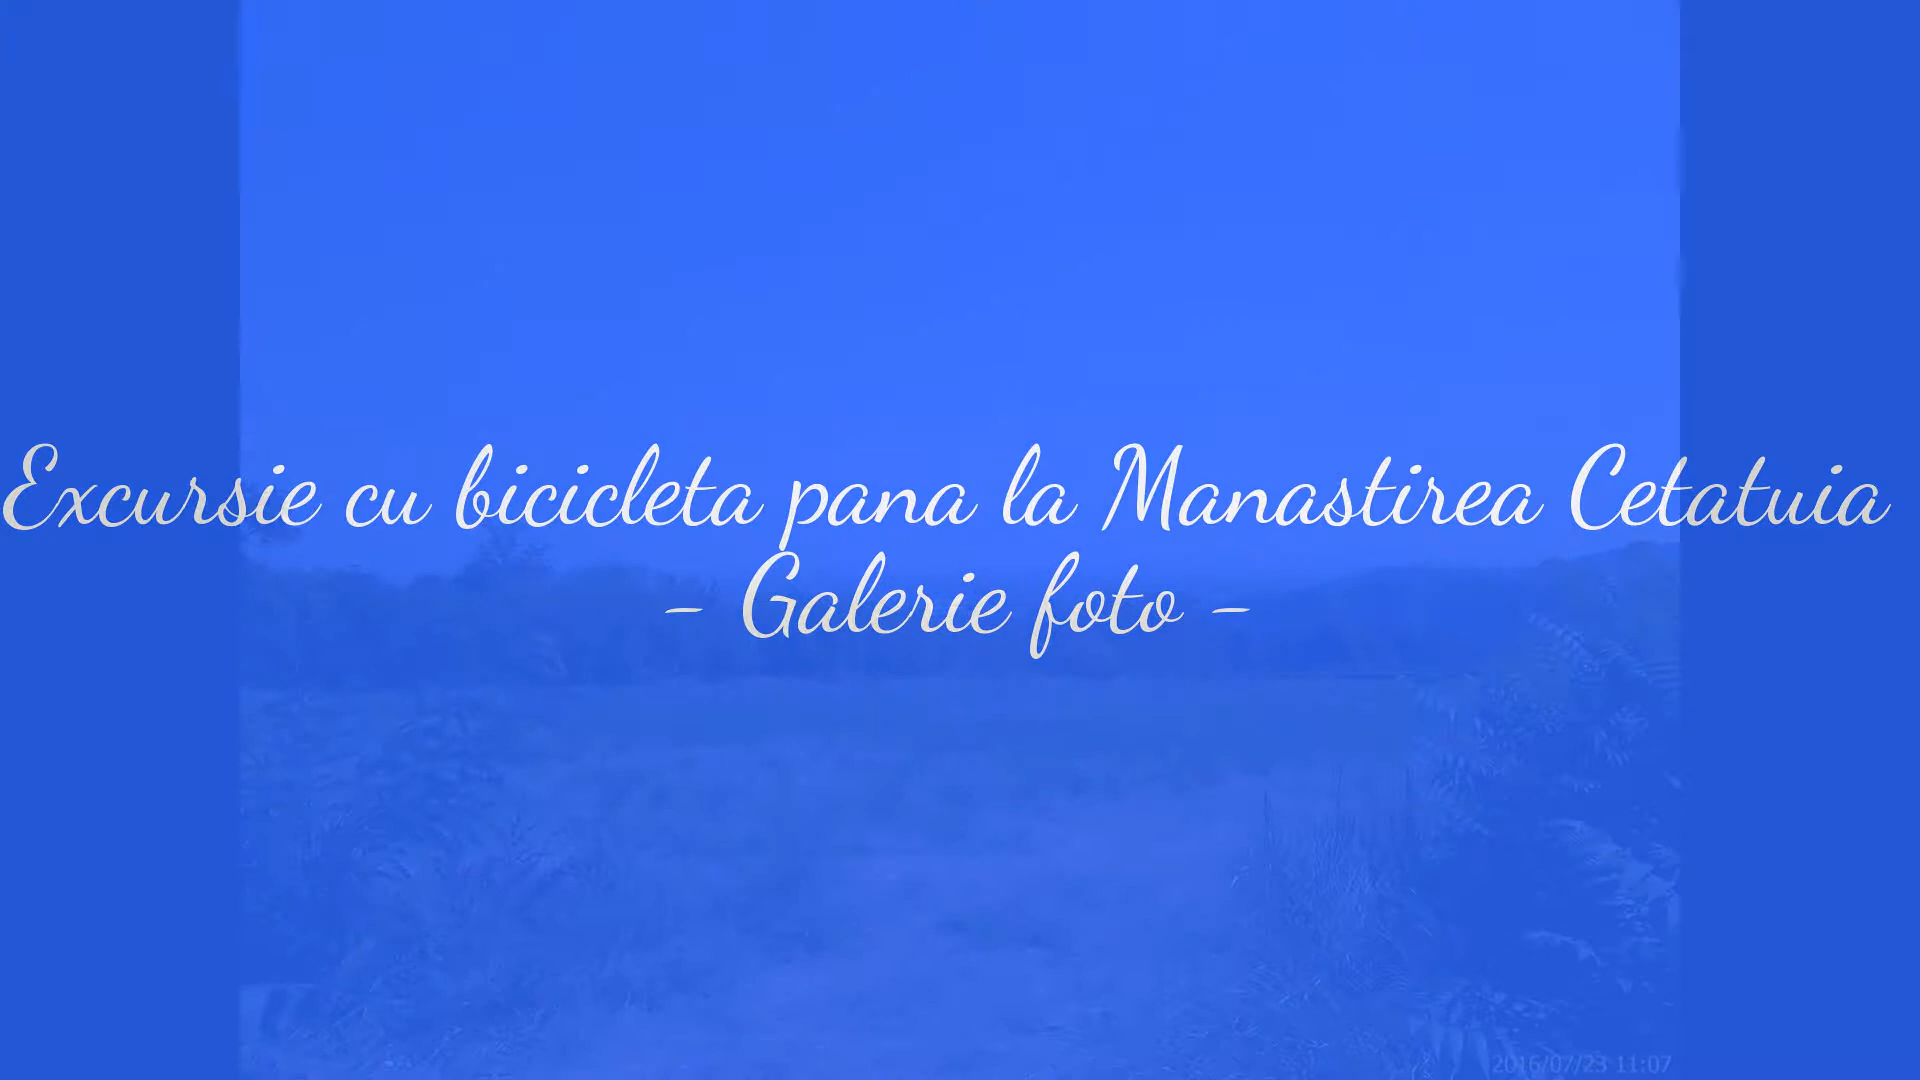 Excursie cu bicicleta pana la Manastirea Cetatuia
- Galerie foto -
2016/07/23 11:07